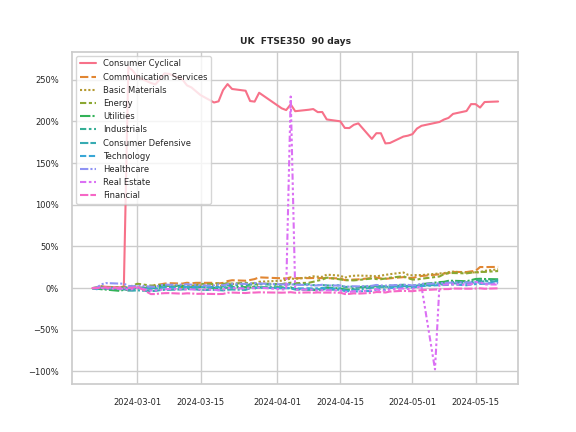 UK FTSE350 90 days
Consumer Cyclical
Communication Services
Basic Materials
Energy
Utilities
Industrials
Consumer Defensive
Technology
Healthcare
Real Estate
Financial
250%
200%
150%
100%
50%
0%
−50%
−100%
2024-03-01 2024-03-15 2024-04-01 2024-04-15 2024-05-01 2024-05-15